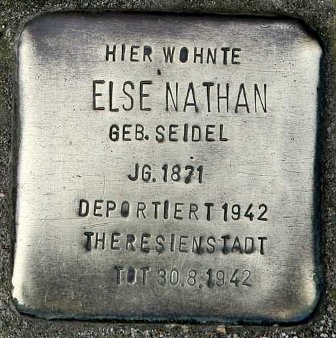 HIER WOHNTE
ELSE NATHAN
GEB. SEIDEL
JG. 1871
DEPORTIERT 1942
THERESIENSTADT
TOT 30.8.1942